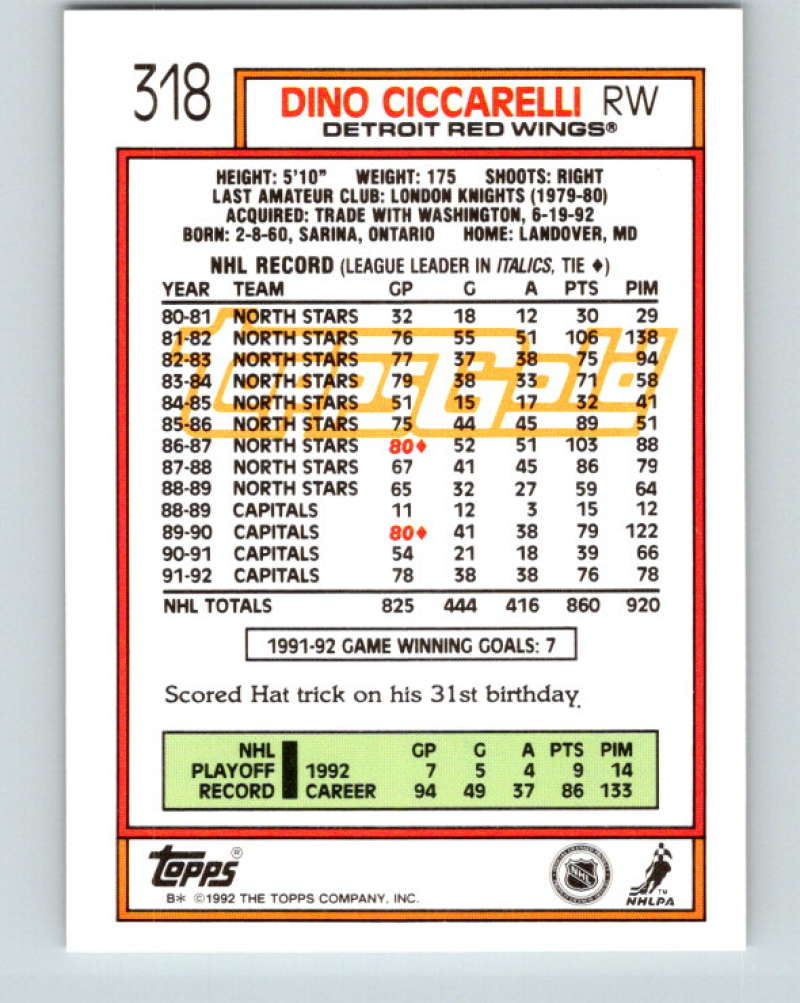 318
DINO CICCARELLI RW
DETROIT RED WINGS®
HEIGHT: 5'10" WEIGHT: 175 SHOOTS: RIGHT
LAST AMATEUR CLUB: LONDON KNIGHTS (1979-80)
ACQUIRED: TRADE WITH WASHINGTON, 6-19-92
BORN: 2-8-60, SARINA, ONTARIO HOME: LANDOVER, MD
NHL RECORD (LEAGUE LEADER IN ITALICS, TIE ♦)
YEAR TEAM GP G A PTS PIM
80-81 NORTH STARS 32 18 12 30 29
81-82 NORTH STARS 76 55 51 106 138
82-83 NORTH STARS 77 37 38 75 94
83-84 NORTH STARS 79 38 33 71 58
84-85 NORTH STARS 51 15 17 32 41
85-86 NORTH STARS 75 44 45 89 51
86-87 NORTH STARS 80♦ 52 51 103 88
87-88 NORTH STARS 67 41 45 86 79
88-89 NORTH STARS 65 32 27 59 64
88-89 CAPITALS 11 12 3 15 12
89-90 CAPITALS 80♦ 41 38 79 122
90-91 CAPITALS 54 21 18 39 66
91-92 CAPITALS 78 38 38 76 78
NHL TOTALS 825 444 416 860 920
ToppsGold
1991-92 GAME WINNING GOALS: 7
Scored Hat trick on his 31st birthday.
NHL GP G A PTS PIM
PLAYOFF 1992 7 5 4 9 14
RECORD CAREER 94 49 37 86 133
TOPPS®
B* ©1992 THE TOPPS COMPANY, INC.
NHL
TM
NHLPA